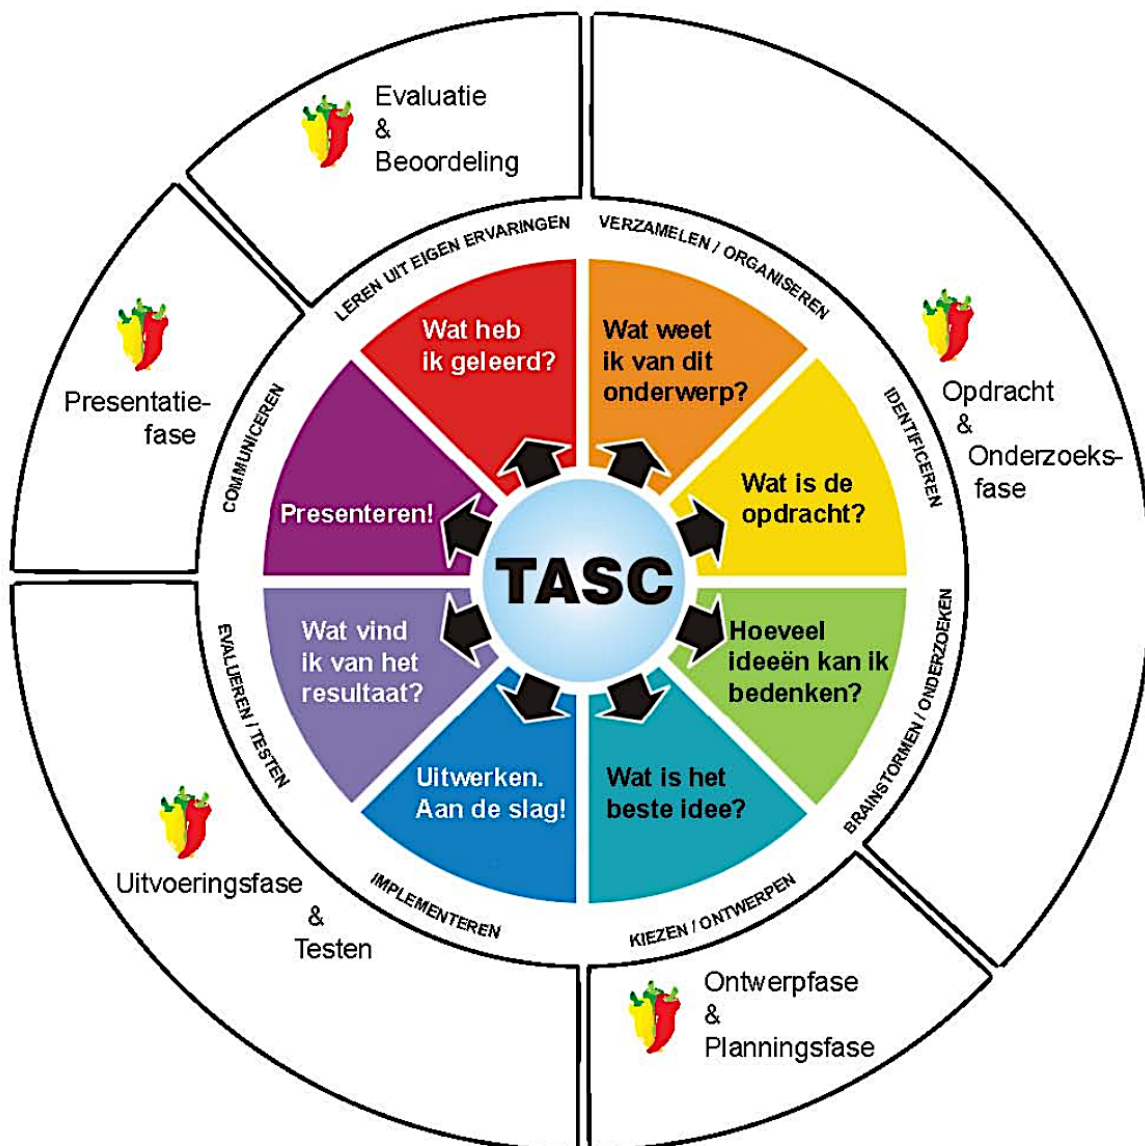 Evaluatie
&
Beoordeling
Presentatie-
fase
Opdracht
&
Onderzoeks-
fase
Uitvoeringsfase
&
Testen
Ontwerpfase
&
Planningsfase
LEREN UIT EIGEN ERVARINGEN
VERZAMELEN / ORGANISEREN
IDENTIFICEREN
BRAINSTORMEN / ONDERZOEKEN
KIEZEN / ONTWERPEN
IMPLEMENTEREN
EVALUEREN / TESTEN
COMMUNICEREN
Wat heb
ik geleerd?
Wat weet
ik van dit
onderwerp?
Wat is de
opdracht?
Hoeveel
ideeën kan ik
bedenken?
Wat is het
beste idee?
Uitwerken.
Aan de slag!
Wat vind
ik van het
resultaat?
Presenteren!
TASC